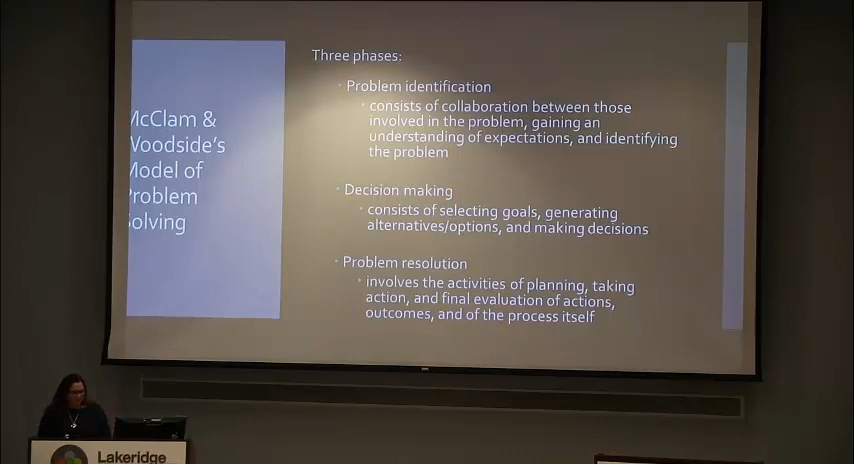 McClam &
Woodside's
Model of
Problem
Solving
Three phases:
Problem identification
consists of collaboration between those
involved in the problem, gaining an
understanding of expectations, and identifying
the problem
Decision making
consists of selecting goals, generating
alternatives/options, and making decisions
Problem resolution
involves the activities of planning, taking
action, and final evaluation of actions,
outcomes, and of the process itself
Lakeridge